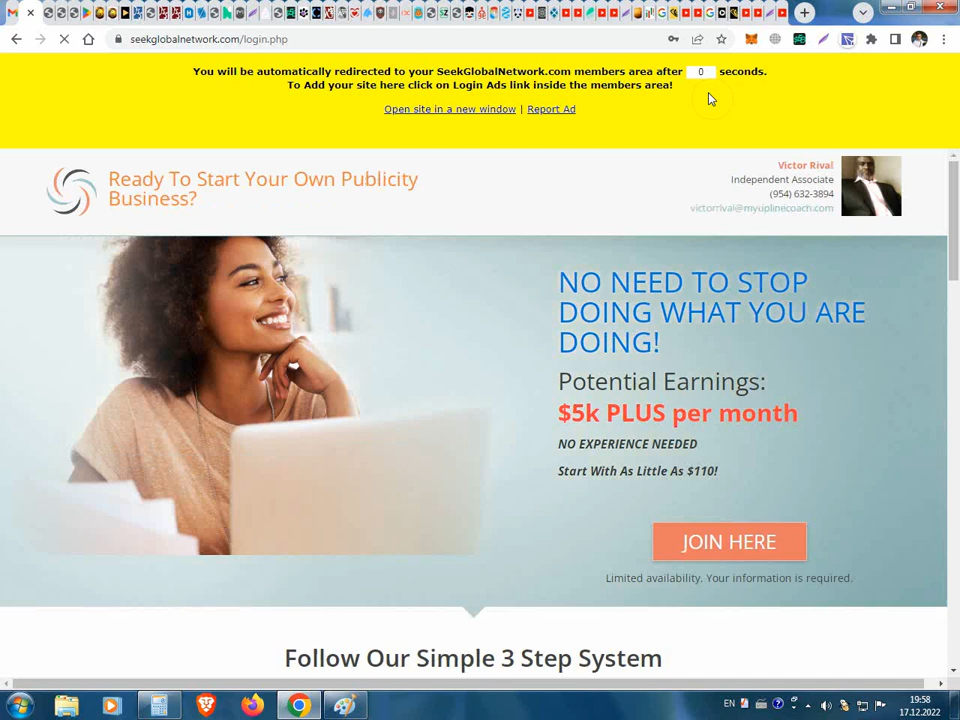 seekglobalnetwork.com/login.php
You will be automatically redirected to your SeekGlobalNetwork.com members area after 0 seconds.
To Add your site here click on Login Ads link inside the members area!
Open site in a new window | Report Ad
Ready To Start Your Own Publicity
Business?
Victor Rival
Independent Associate
(954) 632-3894
victorrival@myuplinecoach.com
NO NEED TO STOP
DOING WHAT YOU ARE
DOING!
Potential Earnings:
$5k PLUS per month
NO EXPERIENCE NEEDED
Start With As Little As $110!
JOIN HERE
Limited availability. Your information is required.
Follow Our Simple 3 Step System
EN
19:58
17.12.2022